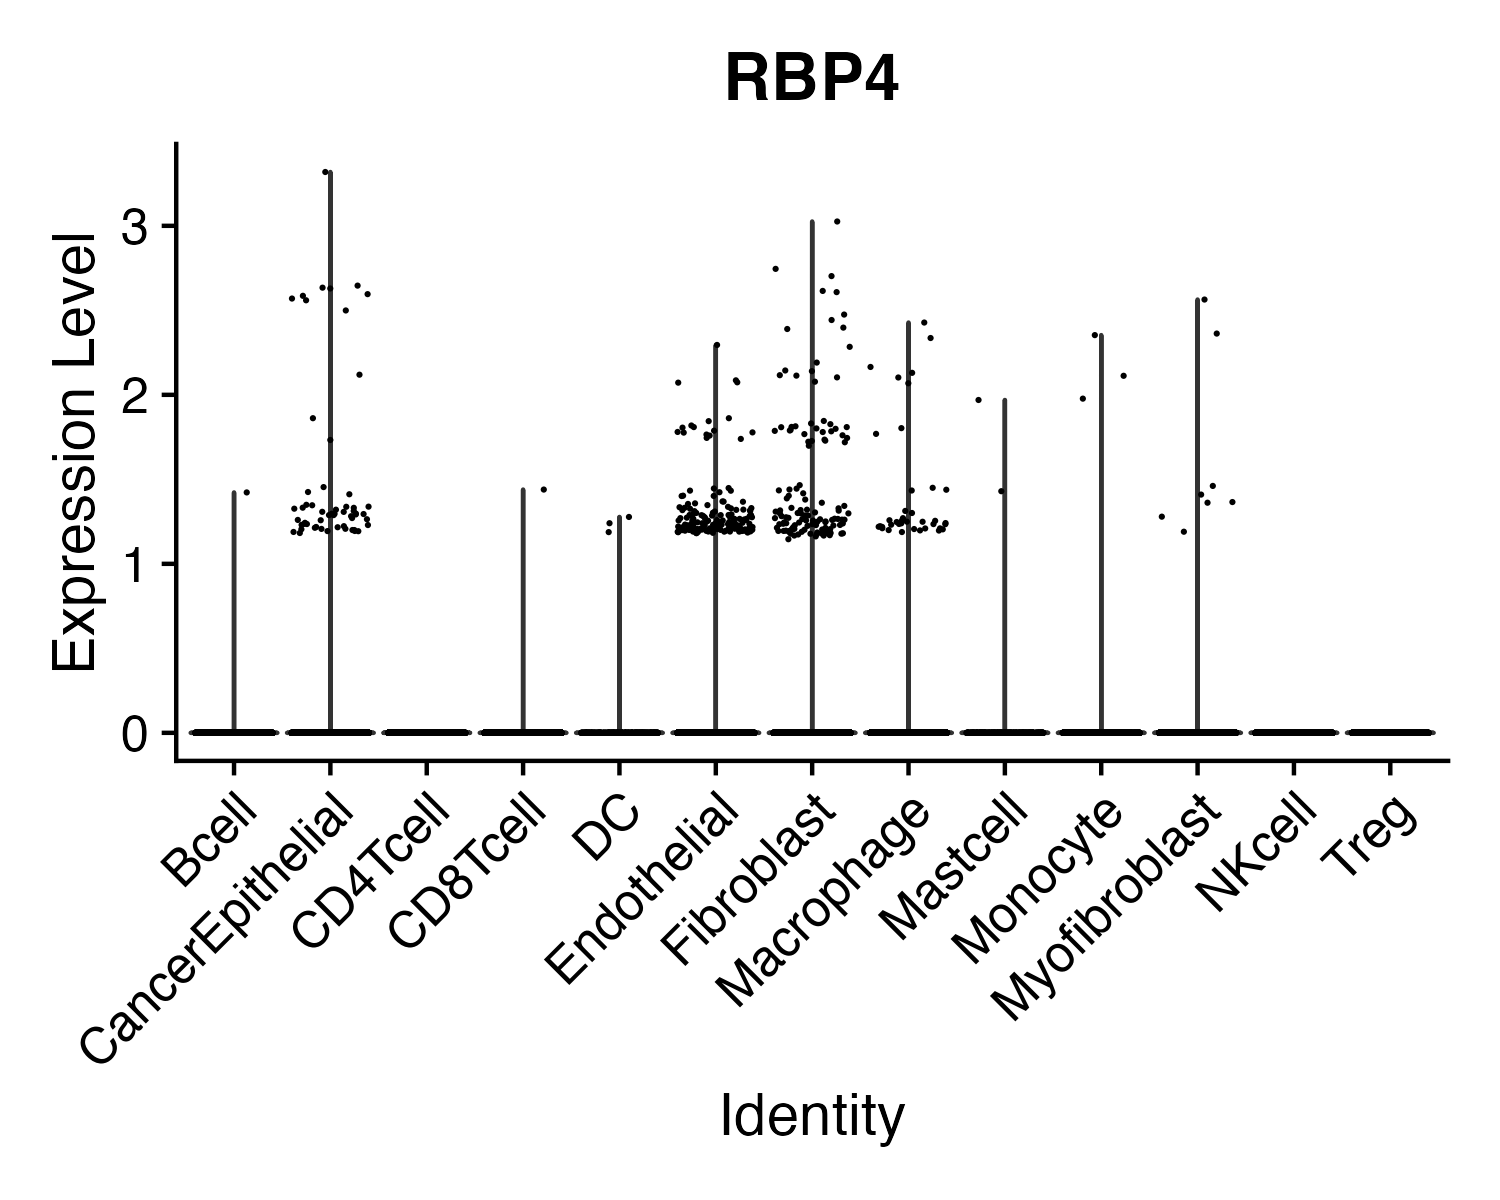 RBP4
Expression Level
3
2
1
0
Bcell
CancerEpithelial
CD4Tcell
CD8Tcell
DC
Endothelial
Fibroblast
Macrophage
Mastcell
Monocyte
Myofibroblast
NKcell
Treg
Identity